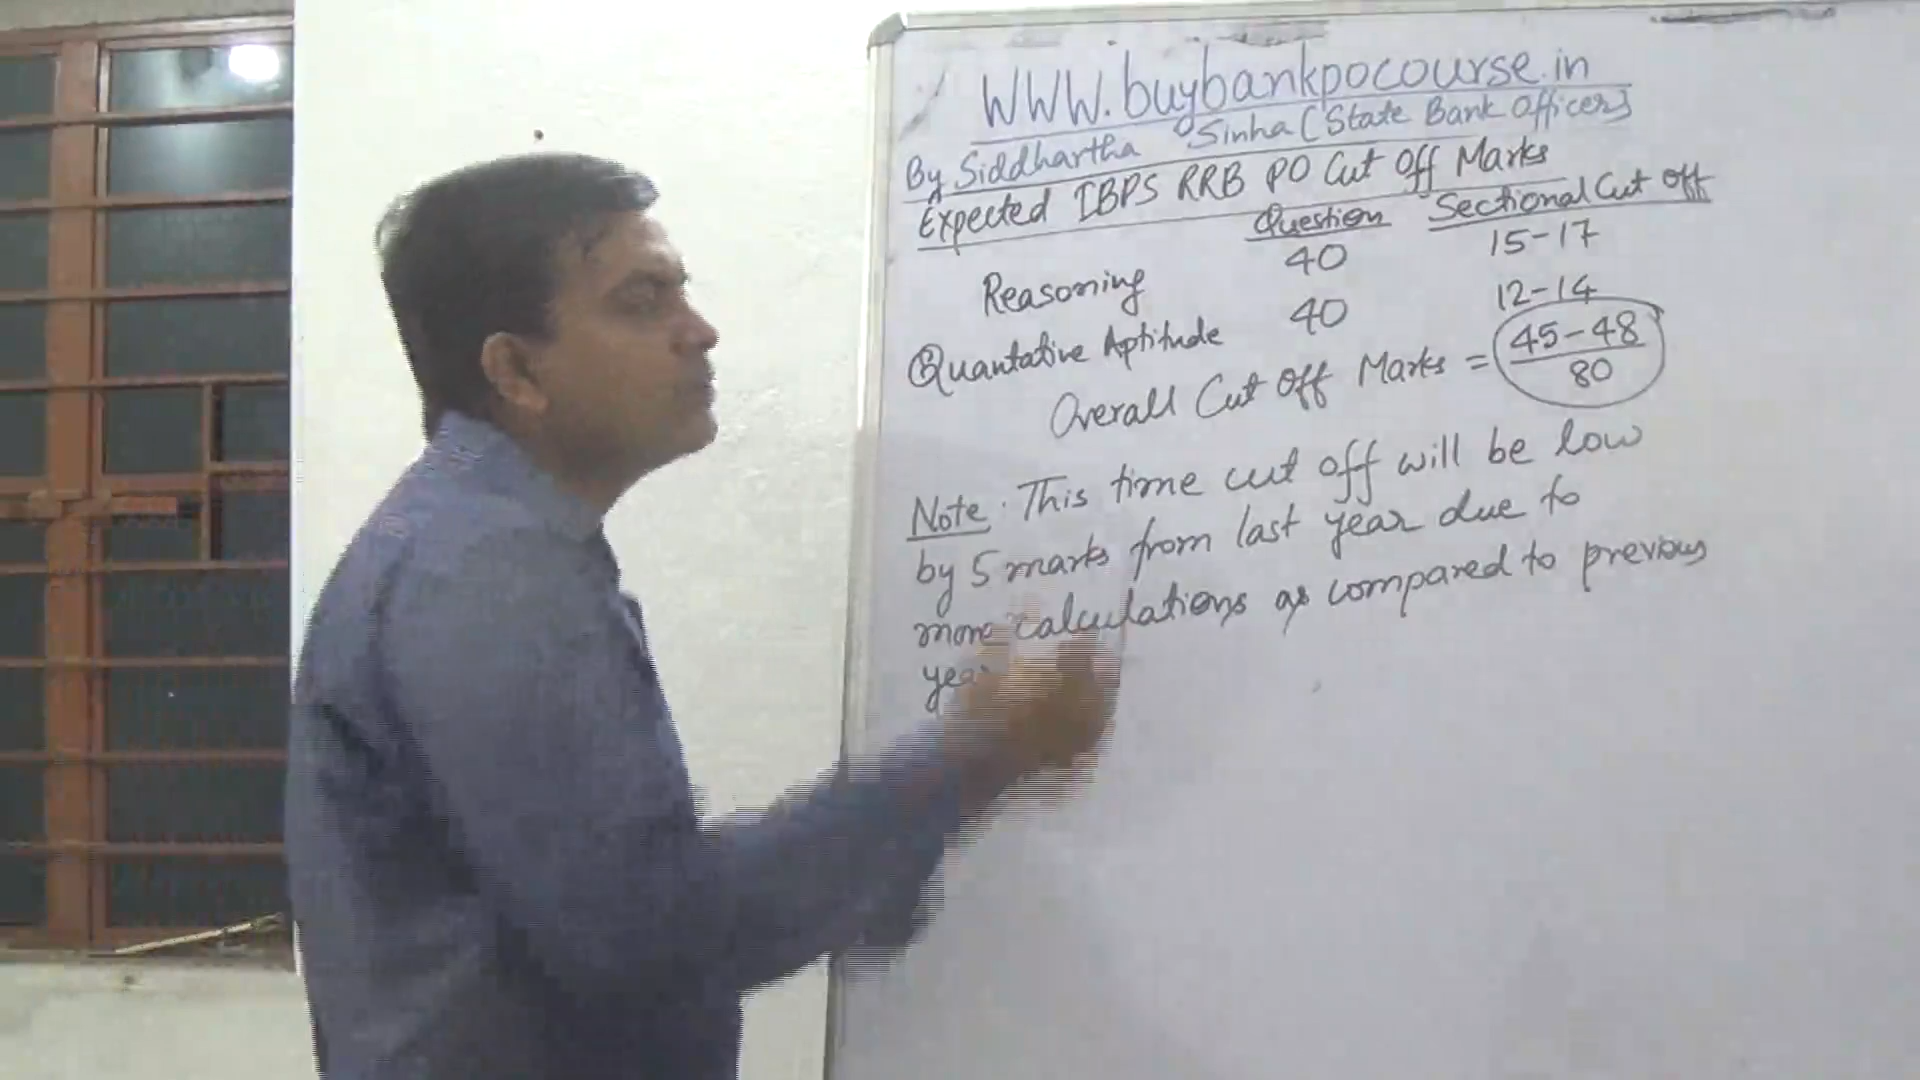 WWW.buybankpocourse.in
By Siddhartha Sinha (State Bank Officer)
Expected IBPS RRB PO Cut Off Marks
Question Sectional Cut Off
Reasoning 40 15-17
Quantative Aptitude 40 12-14
Overall Cut Off Marks = 45-48
80
Note: This time cut off will be low
by 5 marks from last year due to
more calculations as compared to previous
year